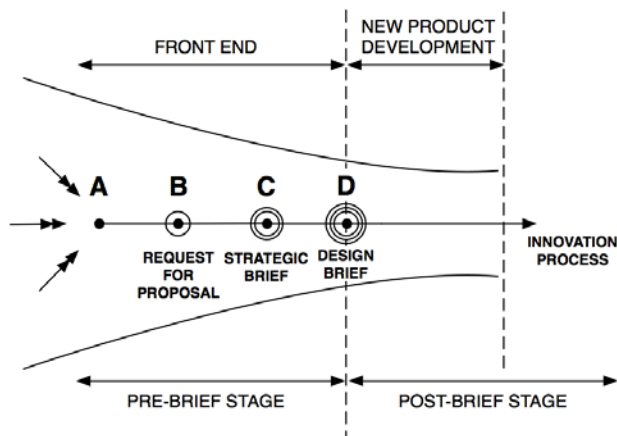 NEW PRODUCT
FRONT END
DEVELOPMENT
A
B
C
D
REQUEST
FOR
PROPOSAL
STRATEGIC
BRIEF
DESIGN
BRIEF
INNOVATION
PROCESS
PRE-BRIEF STAGE
POST-BRIEF STAGE